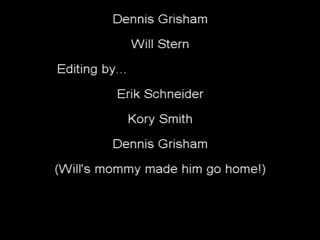 Dennis Grisham
Will Stern
Editing by...
Erik Schneider
Kory Smith
Dennis Grisham
(Will's mommy made him go home!)